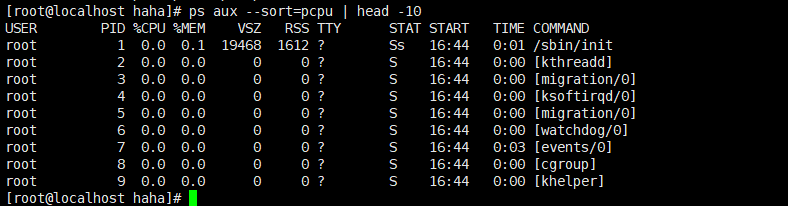 [root@localhost haha]# ps aux --sort=pcpu | head -10
USER       PID %CPU %MEM    VSZ   RSS TTY      STAT START   TIME COMMAND
root         1  0.0  0.1  19468  1612 ?        Ss   16:44   0:01 /sbin/init
root         2  0.0  0.0      0     0 ?        S    16:44   0:00 [kthreadd]
root         3  0.0  0.0      0     0 ?        S    16:44   0:00 [migration/0]
root         4  0.0  0.0      0     0 ?        S    16:44   0:00 [ksoftirqd/0]
root         5  0.0  0.0      0     0 ?        S    16:44   0:00 [migration/0]
root         6  0.0  0.0      0     0 ?        S    16:44   0:00 [watchdog/0]
root         7  0.0  0.0      0     0 ?        S    16:44   0:03 [events/0]
root         8  0.0  0.0      0     0 ?        S    16:44   0:00 [cgroup]
root         9  0.0  0.0      0     0 ?        S    16:44   0:00 [khelper]
[root@localhost haha]#